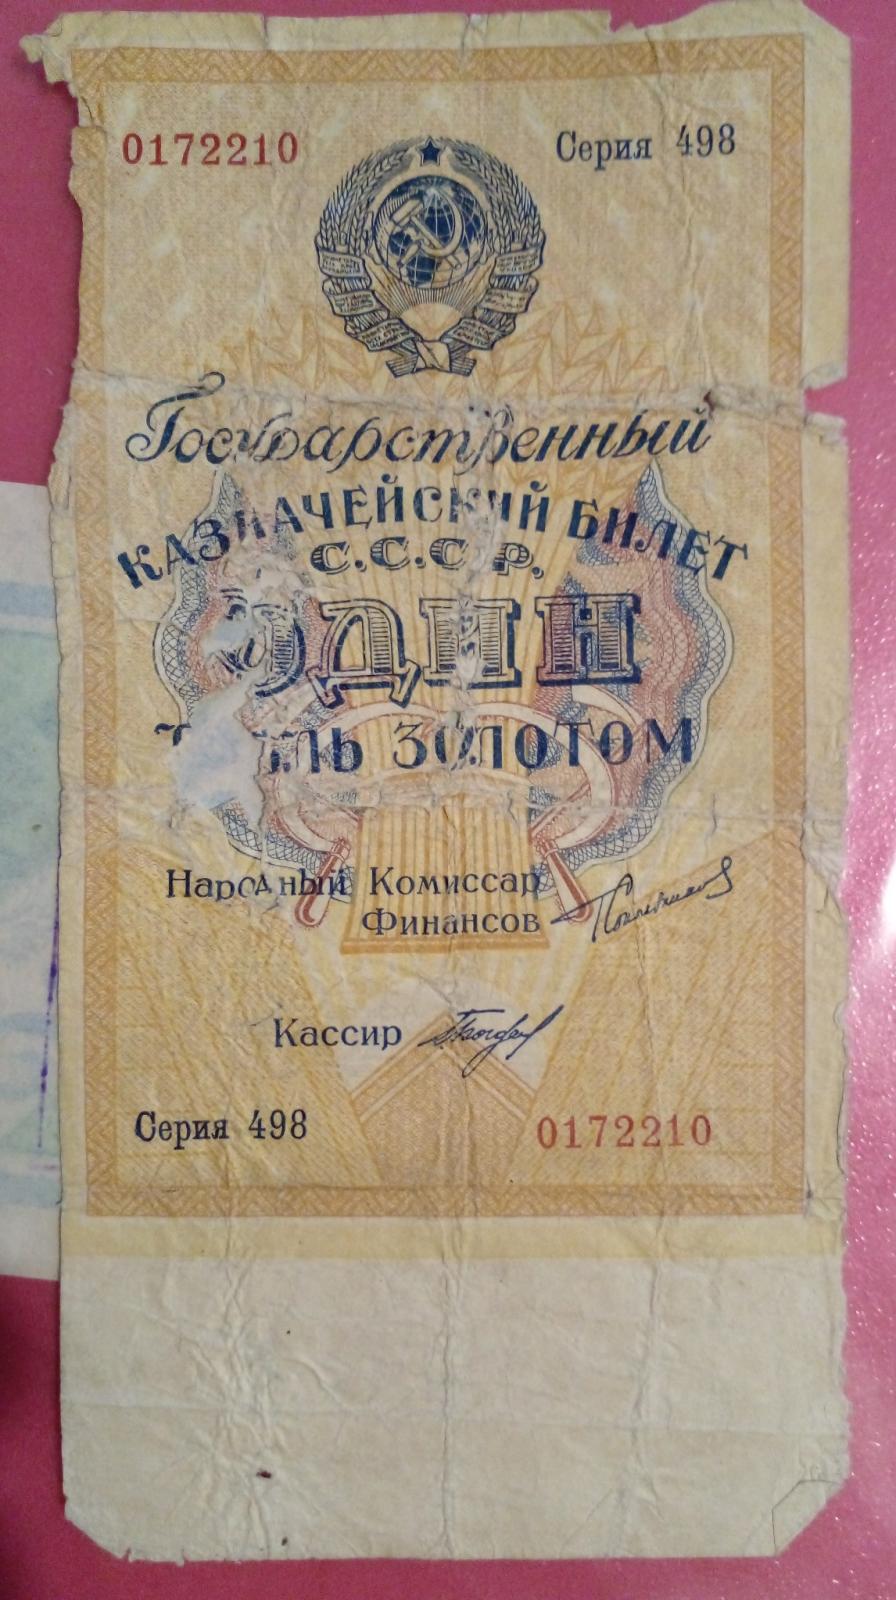 0172210 Серия 498
Государственный
КАЗНАЧЕЙСКИЙ БИЛЕТ
С.С.С.Р.
ОДИН
ЗОЛОТОМ
Народный Комиссар
Финансов
Кассир
Серия 498 0172210